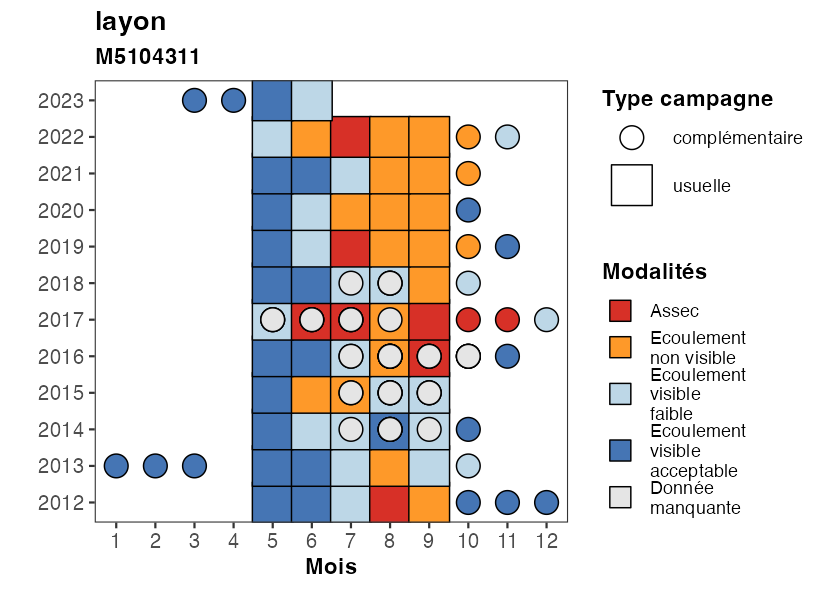 layon
M5104311
2023
2022
2021
2020
2019
2018
2017
2016
2015
2014
2013
2012
1 2 3 4 5 6 7 8 9 10 11 12
Mois
Type campagne
complémentaire
usuelle
Modalités
Assec
Ecoulement
non visible
Ecoulement
visible
faible
Ecoulement
visible
acceptable
Donnée
manquante